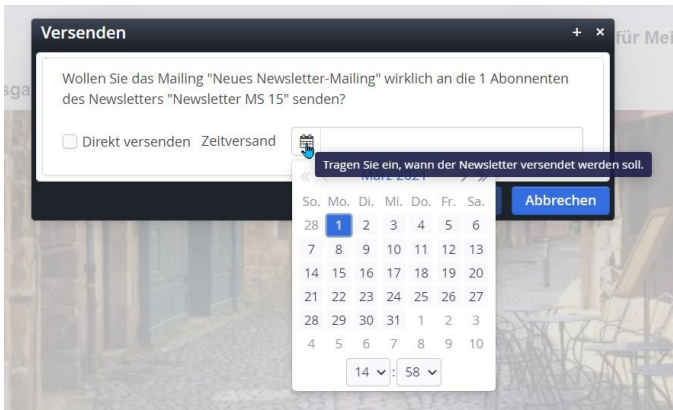 Versenden + ×
für Mei
sga
Wollen Sie das Mailing "Neues Newsletter-Mailing" wirklich an die 1 Abonnenten
des Newsletters "Newsletter MS 15" senden?
Direkt versenden Zeitversand
Tragen Sie ein, wann der Newsletter versendet werden soll.
März 2021
Abbrechen
So. Mo. Di. Mi. Do. Fr. Sa.
28 1 2 3 4 5 6
7 8 9 10 11 12 13
14 15 16 17 18 19 20
21 22 23 24 25 26 27
28 29 30 31 1 2 3
4 5 6 7 8 9 10
14 : 58